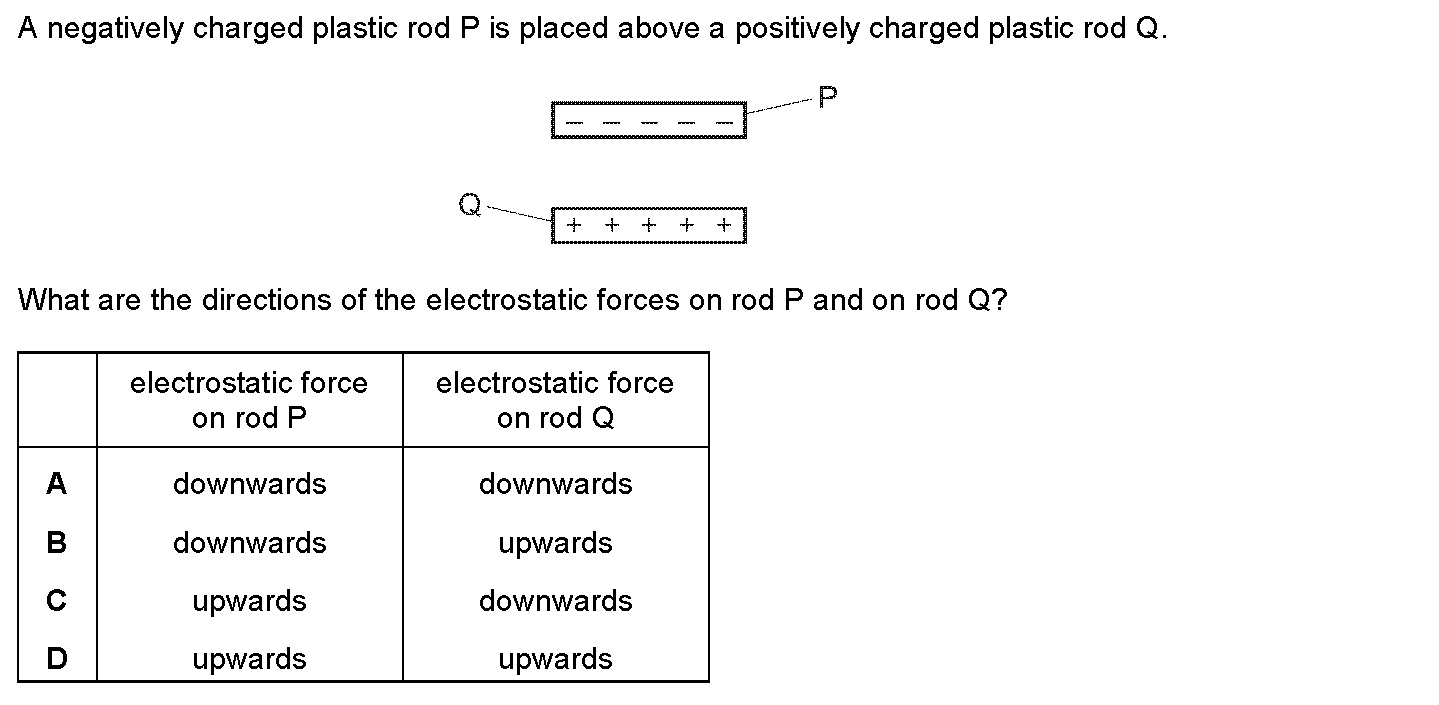 A negatively charged plastic rod P is placed above a positively charged plastic rod Q.
P
– – – – –
Q
+ + + + +
What are the directions of the electrostatic forces on rod P and on rod Q?
electrostatic force on rod P electrostatic force on rod Q
A downwards downwards
B downwards upwards
C upwards downwards
D upwards upwards